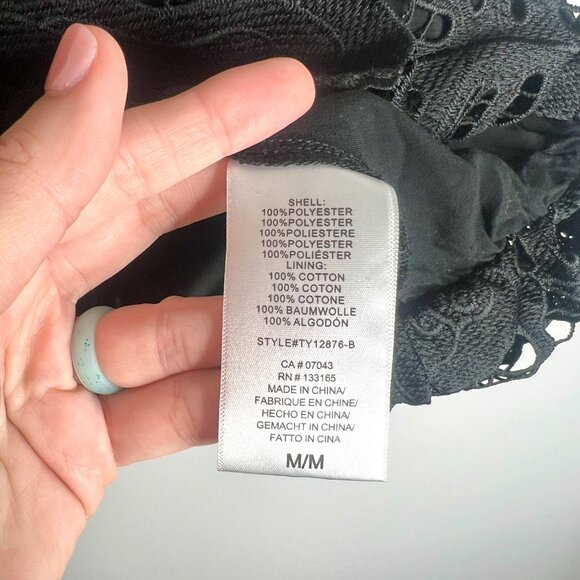 SHELL:
100%POLYESTER
100%POLYESTER
100%POLIESTERE
100%POLYESTER
100%POLIÉSTER
LINING:
100% COTTON
100% COTON
100% COTONE
100% BAUMWOLLE
100% ALGODÓN
STYLE#TY12876-B
CA # 07043
RN # 133165
MADE IN CHINA/
FABRIQUE EN CHINE/
HECHO EN CHINA/
GEMACHT IN CHINA/
FATTO IN CINA
M/M